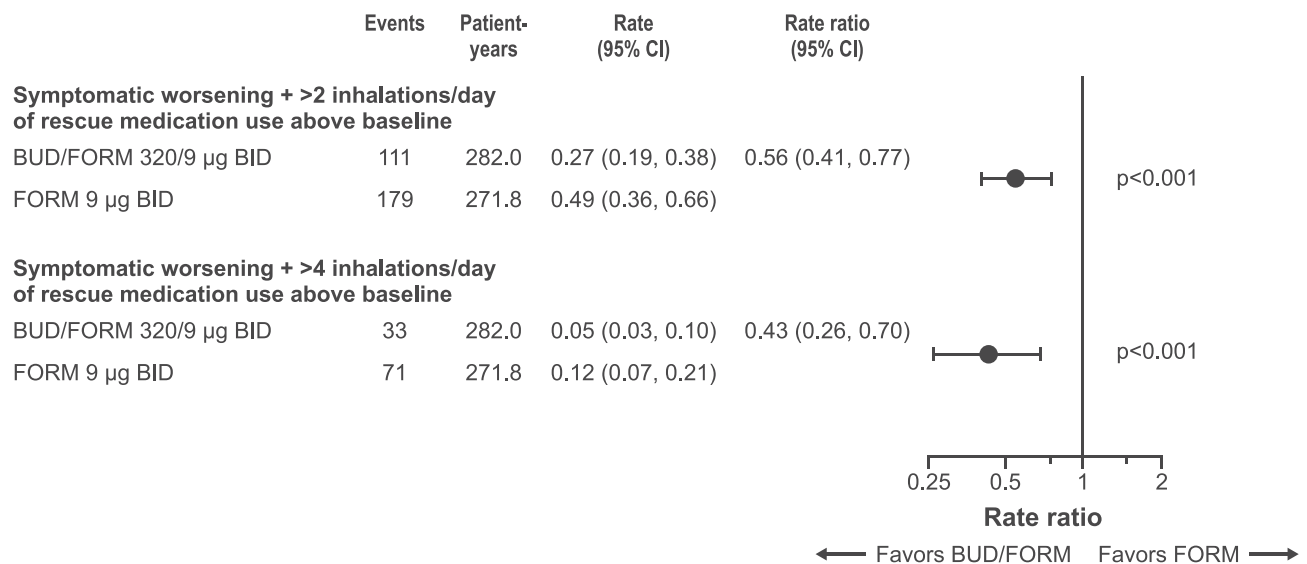 Events Patient-years Rate (95% CI) Rate ratio (95% CI)
Symptomatic worsening + >2 inhalations/day
of rescue medication use above baseline
BUD/FORM 320/9 µg BID 111 282.0 0.27 (0.19, 0.38) 0.56 (0.41, 0.77)
p<0.001
FORM 9 µg BID 179 271.8 0.49 (0.36, 0.66)
Symptomatic worsening + >4 inhalations/day
of rescue medication use above baseline
BUD/FORM 320/9 µg BID 33 282.0 0.05 (0.03, 0.10) 0.43 (0.26, 0.70)
p<0.001
FORM 9 µg BID 71 271.8 0.12 (0.07, 0.21)
0.25 0.5 1 2
Rate ratio
Favors BUD/FORM Favors FORM